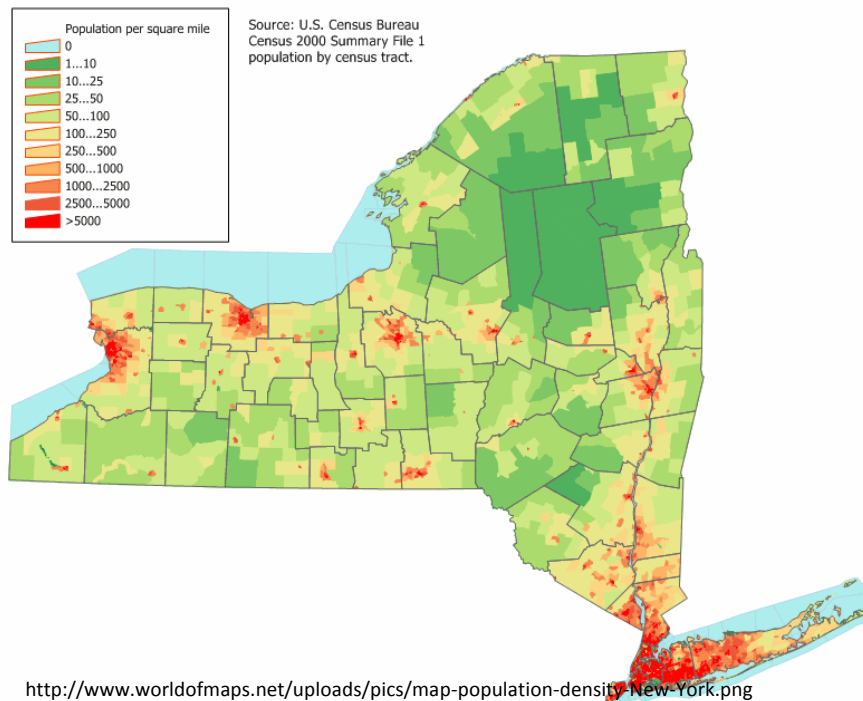 Population per square mile
0
1...10
10...25
25...50
50...100
100...250
250...500
500...1000
1000...2500
2500...5000
>5000
Source: U.S. Census Bureau
Census 2000 Summary File 1
population by census tract.
http://www.worldofmaps.net/uploads/pics/map-population-density-New-York.png